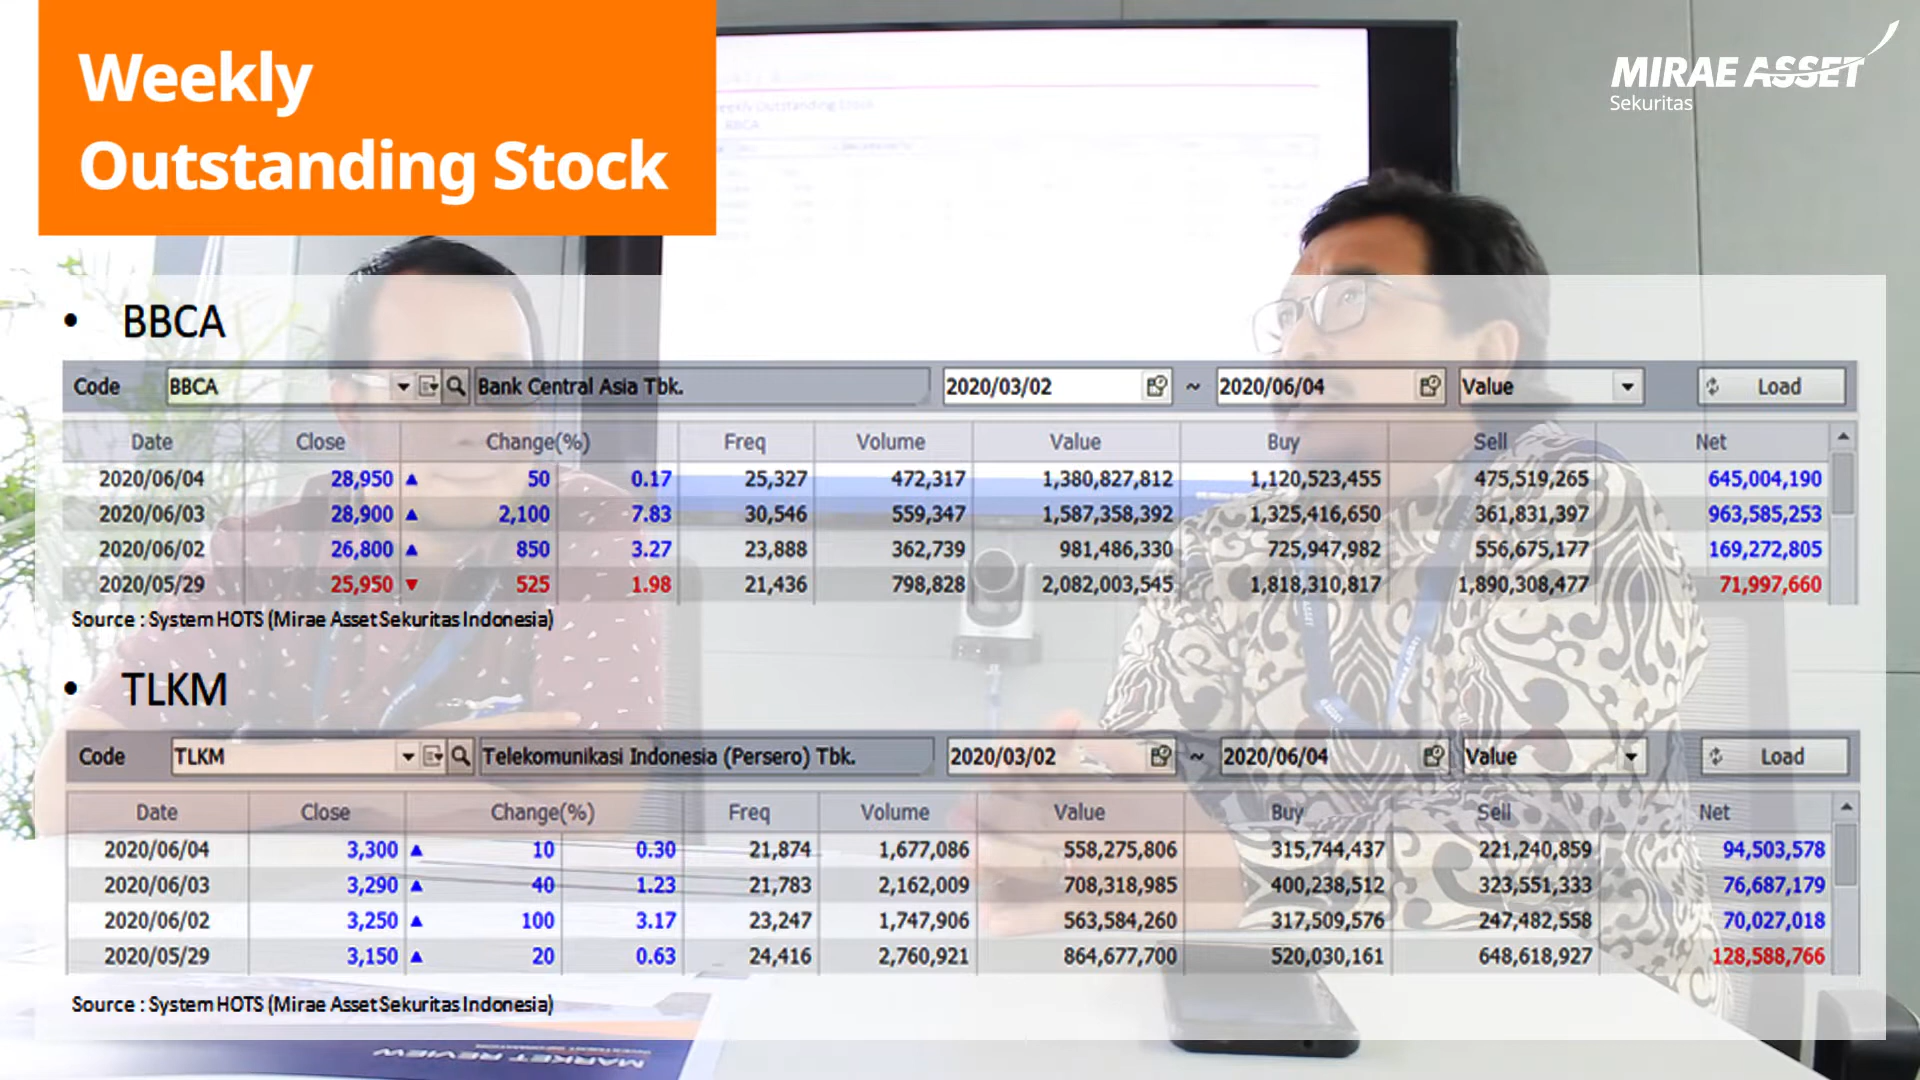 Weekly
Outstanding Stock
MIRAE ASSET
Sekuritas
• BBCA
Code BBCA Bank Central Asia Tbk. 2020/03/02 ~ 2020/06/04 Value Load
Date Close Change(%) Freq Volume Value Buy Sell Net
2020/06/04 28,950 ▲ 50 0.17 25,327 472,317 1,380,827,812 1,120,523,455 475,519,265 645,004,190
2020/06/03 28,900 ▲ 2,100 7.83 30,546 559,347 1,587,358,392 1,325,416,650 361,831,397 963,585,253
2020/06/02 26,800 ▲ 850 3.27 23,888 362,739 981,486,330 725,947,982 556,675,177 169,272,805
2020/05/29 25,950 ▼ 525 1.98 21,436 798,828 2,082,003,545 1,818,310,817 1,890,308,477 71,997,660
Source : System HOTS (Mirae Asset Sekuritas Indonesia)
• TLKM
Code TLKM Telekomunikasi Indonesia (Persero) Tbk. 2020/03/02 ~ 2020/06/04 Value Load
Date Close Change(%) Freq Volume Value Buy Sell Net
2020/06/04 3,300 ▲ 10 0.30 21,874 1,677,086 558,275,806 315,744,437 221,240,859 94,503,578
2020/06/03 3,290 ▲ 40 1.23 21,783 2,162,009 708,318,985 400,238,512 323,551,333 76,687,179
2020/06/02 3,250 ▲ 100 3.17 23,247 1,747,906 563,584,260 317,509,576 247,482,558 70,027,018
2020/05/29 3,150 ▲ 20 0.63 24,416 2,760,921 864,677,700 520,030,161 648,618,927 128,588,766
Source : System HOTS (Mirae Asset Sekuritas Indonesia)
MARKET REVIEW